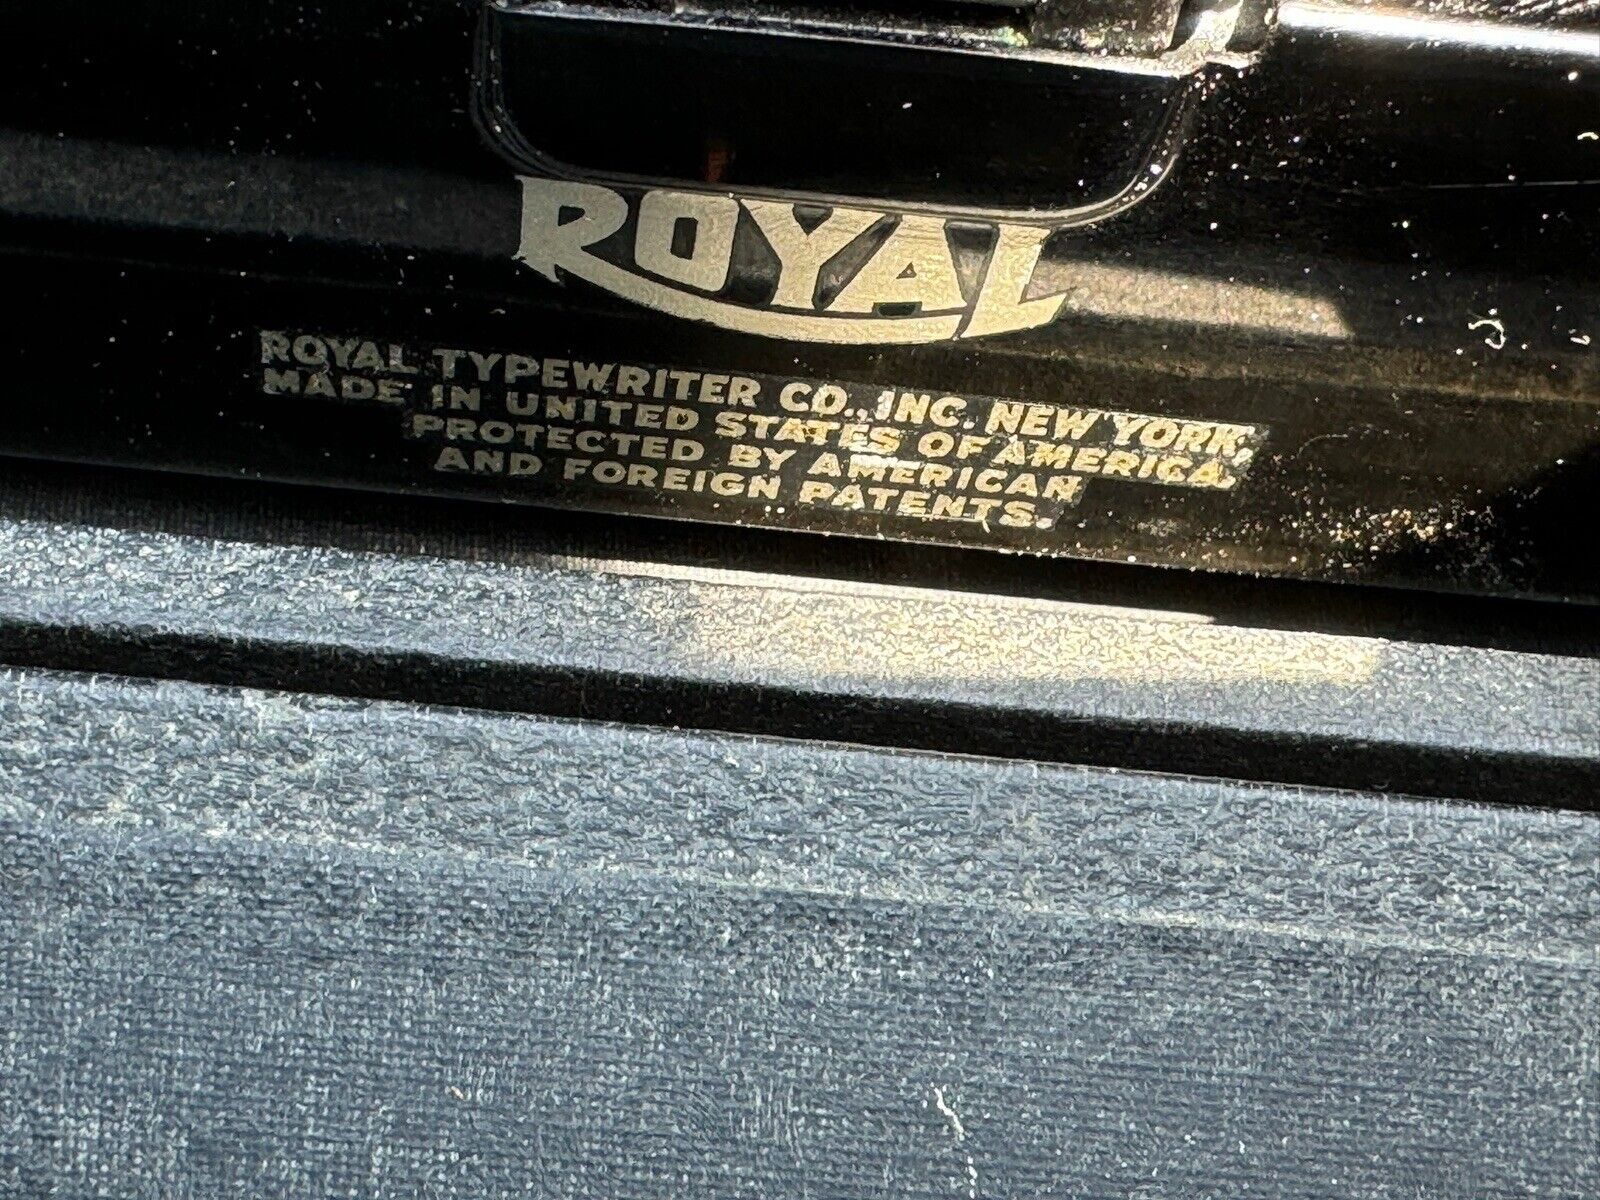 ROYAL
ROYAL TYPEWRITER CO., INC. NEW YORK,
MADE IN UNITED STATES OF AMERICA.
PROTECTED BY AMERICAN
AND FOREIGN PATENTS.